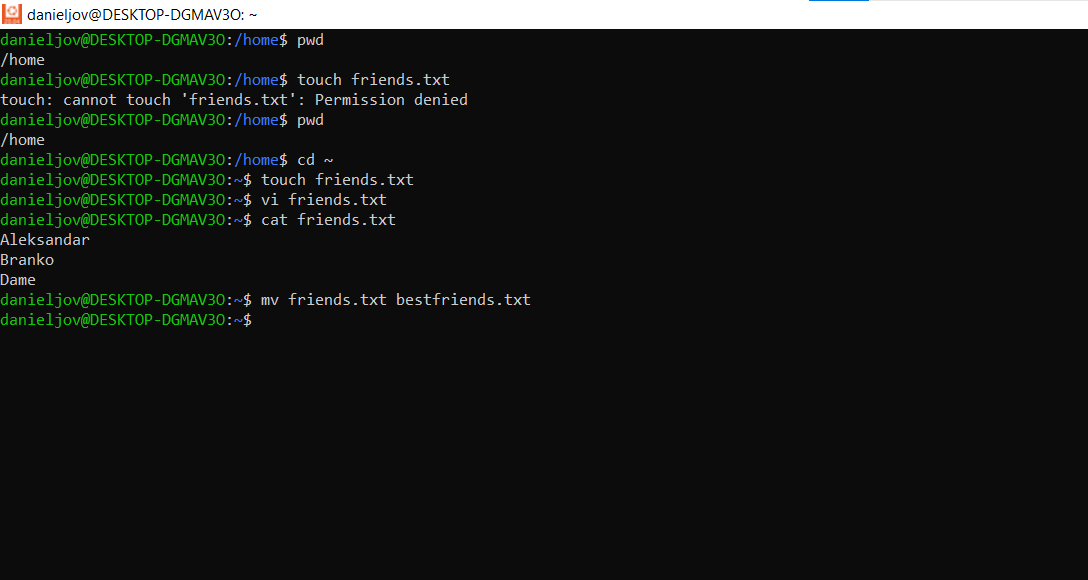 danieljov@DESKTOP-DGMAV3O: ~
danieljov@DESKTOP-DGMAV3O:/home$ pwd
/home
danieljov@DESKTOP-DGMAV3O:/home$ touch friends.txt
touch: cannot touch 'friends.txt': Permission denied
danieljov@DESKTOP-DGMAV3O:/home$ pwd
/home
danieljov@DESKTOP-DGMAV3O:/home$ cd ~
danieljov@DESKTOP-DGMAV3O:~$ touch friends.txt
danieljov@DESKTOP-DGMAV3O:~$ vi friends.txt
danieljov@DESKTOP-DGMAV3O:~$ cat friends.txt
Aleksandar
Branko
Dame
danieljov@DESKTOP-DGMAV3O:~$ mv friends.txt bestfriends.txt
danieljov@DESKTOP-DGMAV3O:~$